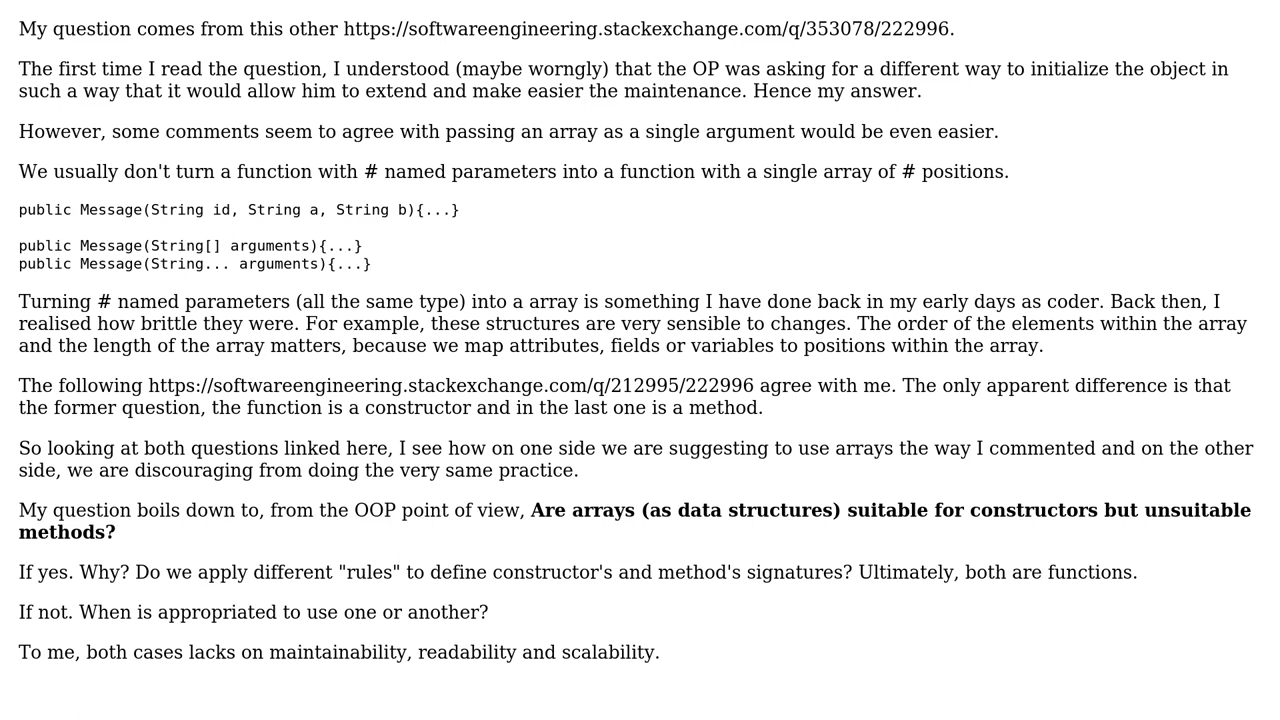 My question comes from this other https://softwareengineering.stackexchange.com/q/353078/222996.
The first time I read the question, I understood (maybe worngly) that the OP was asking for a different way to initialize the object in
such a way that it would allow him to extend and make easier the maintenance. Hence my answer.
However, some comments seem to agree with passing an array as a single argument would be even easier.
We usually don't turn a function with # named parameters into a function with a single array of # positions.
public Message(String id, String a, String b){...}
public Message(String[] arguments){...}
public Message(String... arguments){...}
Turning # named parameters (all the same type) into a array is something I have done back in my early days as coder. Back then, I
realised how brittle they were. For example, these structures are very sensible to changes. The order of the elements within the array
and the length of the array matters, because we map attributes, fields or variables to positions within the array.
The following https://softwareengineering.stackexchange.com/q/212995/222996 agree with me. The only apparent difference is that
the former question, the function is a constructor and in the last one is a method.
So looking at both questions linked here, I see how on one side we are suggesting to use arrays the way I commented and on the other
side, we are discouraging from doing the very same practice.
My question boils down to, from the OOP point of view, Are arrays (as data structures) suitable for constructors but unsuitable
methods?
If yes. Why? Do we apply different "rules" to define constructor's and method's signatures? Ultimately, both are functions.
If not. When is appropriated to use one or another?
To me, both cases lacks on maintainability, readability and scalability.